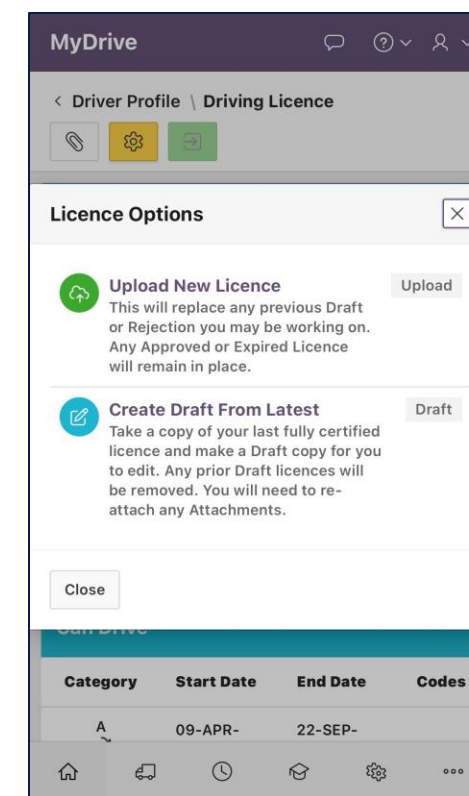 MyDrive
< Driver Profile \ Driving Licence
Licence Options
Upload New Licence Upload
This will replace any previous Draft
or Rejection you may be working on.
Any Approved or Expired Licence
will remain in place.
Create Draft From Latest Draft
Take a copy of your last fully certified
licence and make a Draft copy for you
to edit. Any prior Draft licences will
be removed. You will need to re-
attach any Attachments.
Close
Can Drive
Category Start Date End Date Codes
A 09-APR- 22-SEP-